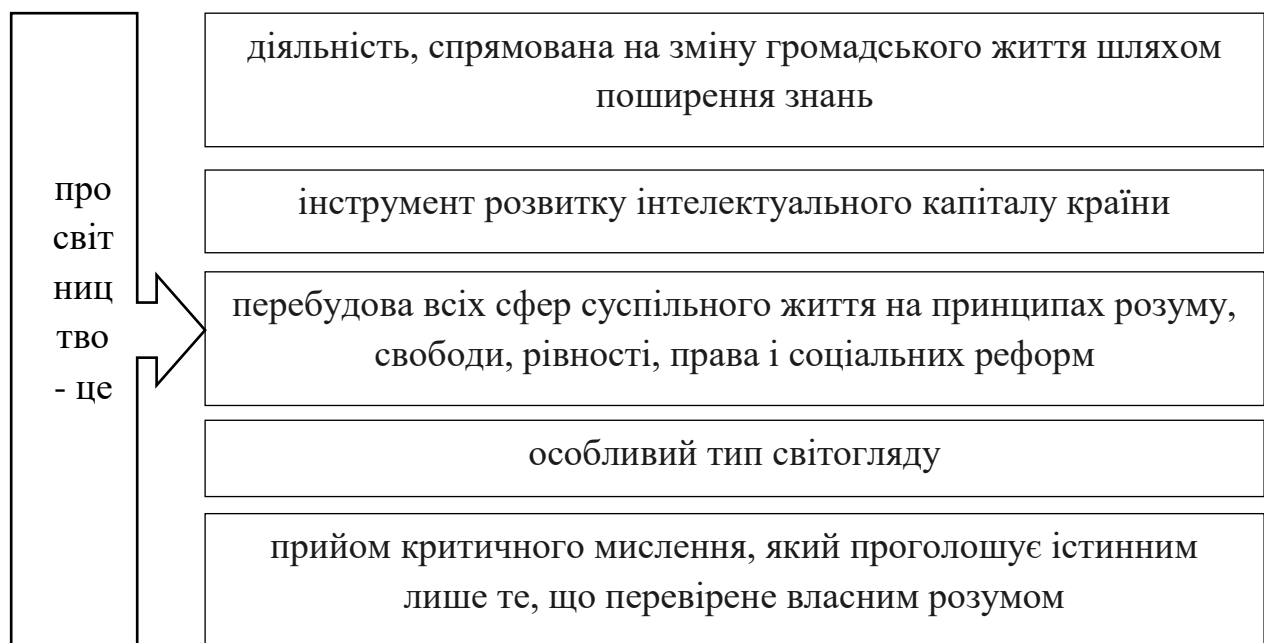 про
світ
ниц
тво
- це
діяльність, спрямована на зміну громадського життя шляхом
поширення знань
інструмент розвитку інтелектуального капіталу країни
перебудова всіх сфер суспільного життя на принципах розуму,
свободи, рівності, права і соціальних реформ
особливий тип світогляду
прийом критичного мислення, який проголошує істинним
лише те, що перевірене власним розумом